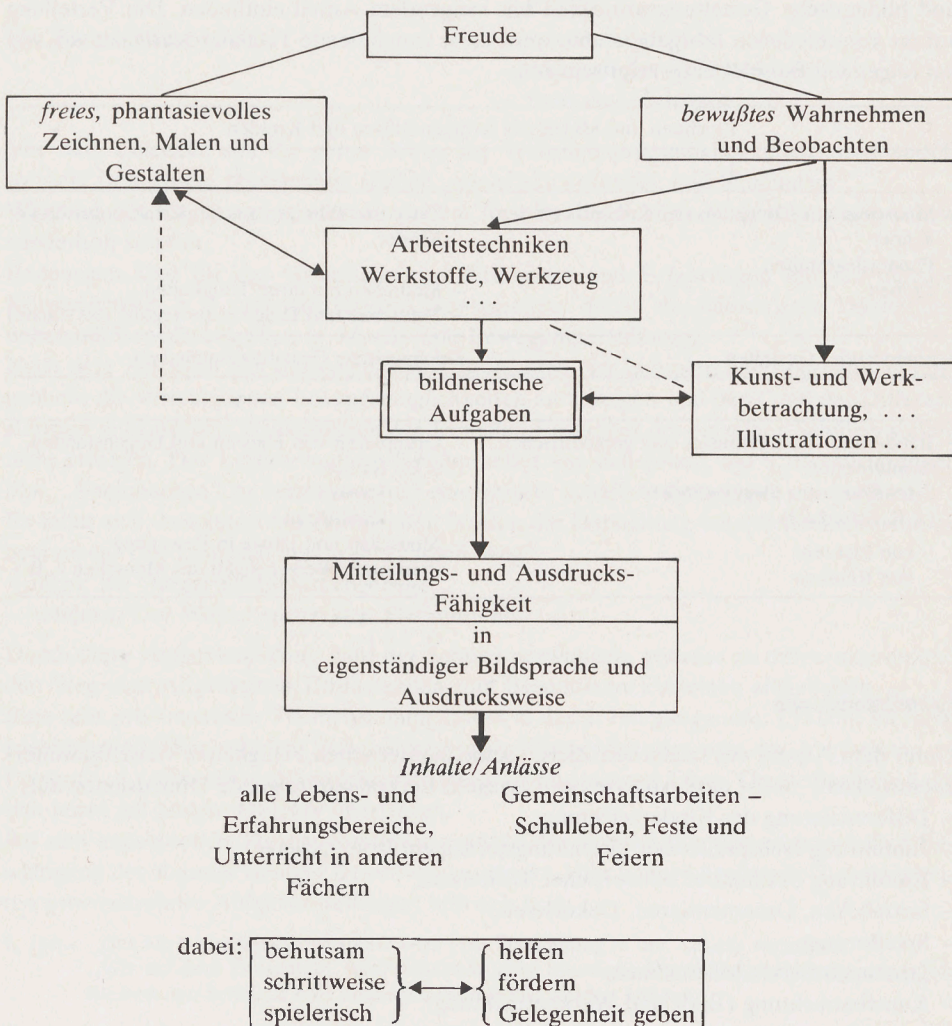 Freude
freies, phantasievolles
Zeichnen, Malen und
Gestalten
bewußtes Wahrnehmen
und Beobachten
Arbeitstechniken
Werkstoffe, Werkzeug
. . .
bildnerische
Aufgaben
Kunst- und Werk-
betrachtung, . . .
Illustrationen . . .
Mitteilungs- und Ausdrucks-
Fähigkeit
in
eigenständiger Bildsprache und
Ausdrucksweise
Inhalte/Anlässe
alle Lebens- und
Erfahrungsbereiche,
Unterricht in anderen
Fächern
Gemeinschaftsarbeiten –
Schulleben, Feste und
Feiern
dabei:
behutsam
schrittweise
spielerisch
helfen
fördern
Gelegenheit geben